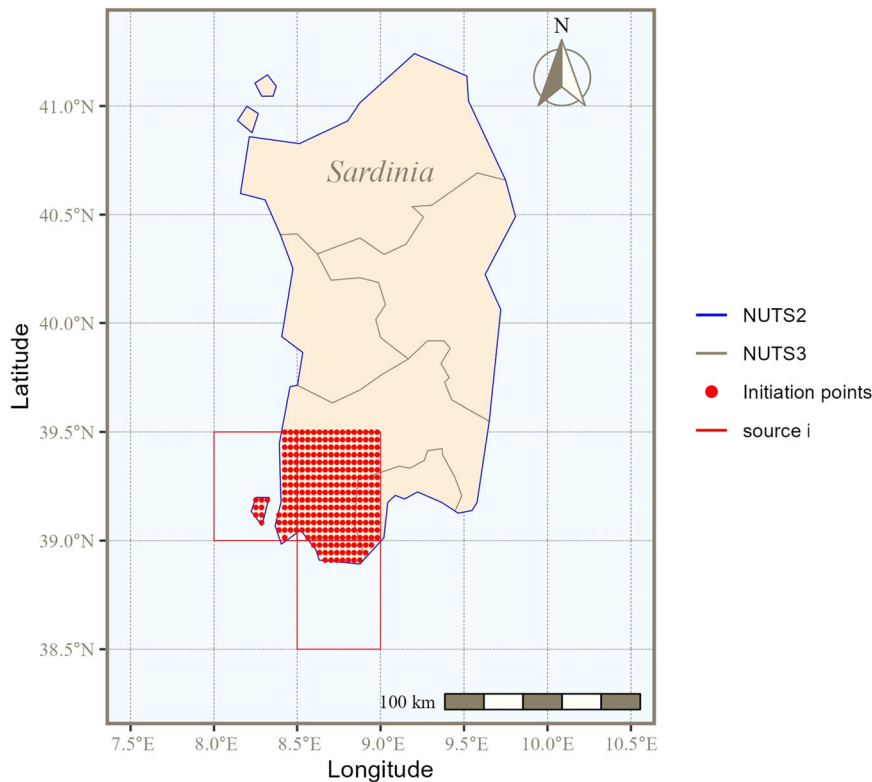 N
41.0°N
Sardinia
40.5°N
40.0°N
39.5°N
39.0°N
38.5°N
Latitude
100 km
7.5°E 8.0°E 8.5°E 9.0°E 9.5°E 10.0°E 10.5°E
Longitude
NUTS2
NUTS3
Initiation points
source i